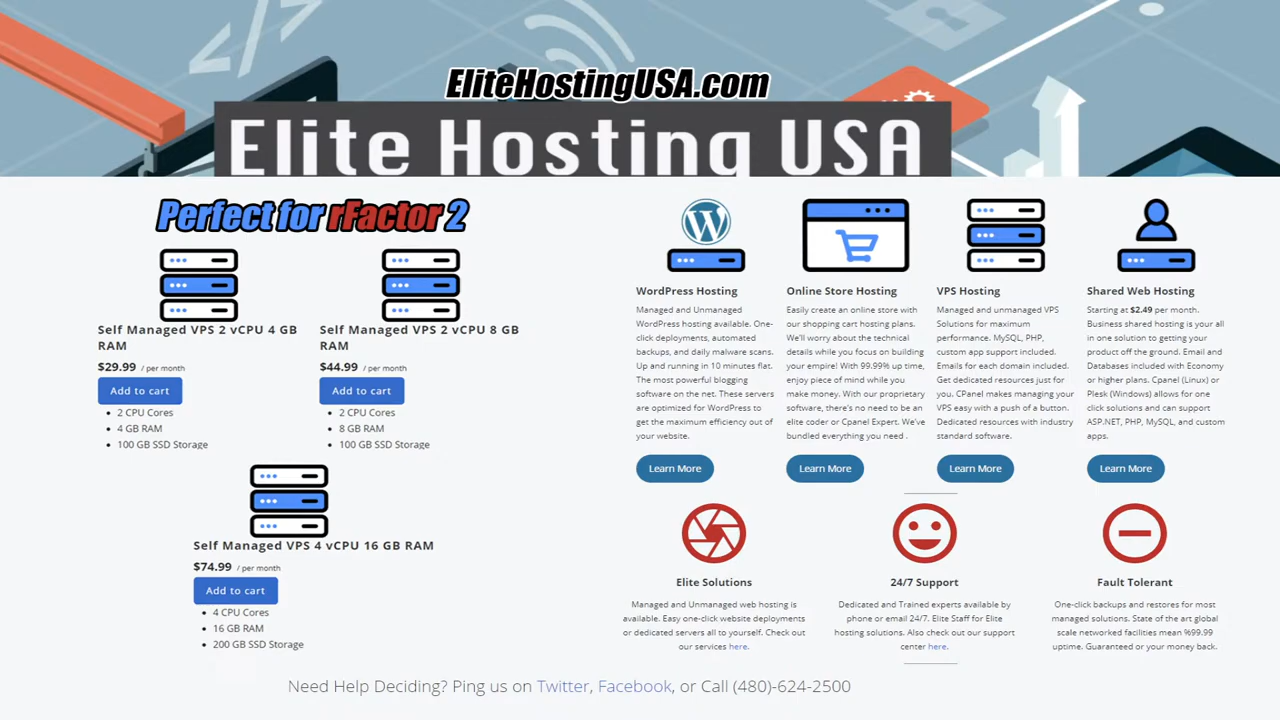 EliteHostingUSA.com
Elite Hosting USA
Perfect for rFactor 2
Self Managed VPS 2 vCPU 4 GB
RAM
$29.99 / per month
Add to cart
2 CPU Cores
4 GB RAM
100 GB SSD Storage
Self Managed VPS 2 vCPU 8 GB
RAM
$44.99 / per month
Add to cart
2 CPU Cores
8 GB RAM
100 GB SSD Storage
Self Managed VPS 4 vCPU 16 GB RAM
$74.99 / per month
Add to cart
4 CPU Cores
16 GB RAM
200 GB SSD Storage
WordPress Hosting
Managed and Unmanaged
WordPress hosting available. One-
click deployments, automated
backups, and daily malware scans.
Up and running in 10 minutes flat.
The most powerful blogging
software on the net. These servers
are optimized for WordPress to
get the maximum efficiency out of
your website.
Learn More
Online Store Hosting
Easily create an online store with
our shopping cart hosting plans.
We'll worry about the technical
details while you focus on building
your empire! With 99.99% up time,
enjoy piece of mind while you
make money. With our proprietary
software, there's no need to be an
elite coder or Cpanel Expert. We've
bundled everything you need .
Learn More
VPS Hosting
Managed and unmanaged VPS
Solutions for maximum
performance. MySQL, PHP,
custom app support included.
Emails for each domain included.
Get dedicated resources just for
you. CPanel makes managing your
VPS easy with a push of a button.
Dedicated resources with industry
standard software.
Learn More
Shared Web Hosting
Starting at $2.49 per month.
Business shared hosting is your all
in one solution to getting your
product off the ground. Email and
Databases included with Economy
or higher plans. Cpanel (Linux) or
Plesk (Windows) allows for one
click solutions and can support
ASP.NET, PHP, MySQL, and custom
apps.
Learn More
Elite Solutions
Managed and Unmanaged web hosting is
available. Easy one-click website deployments
or dedicated servers all to yourself. Check out
our services here.
24/7 Support
Dedicated and Trained experts available by
phone or email 24/7. Elite Staff for Elite
hosting solutions. Also check out our support
center here.
Fault Tolerant
One-click backups and restores for most
managed solutions. State of the art global
scale networked facilities mean %99.99
uptime. Guaranteed or your money back.
Need Help Deciding? Ping us on Twitter, Facebook, or Call (480)-624-2500